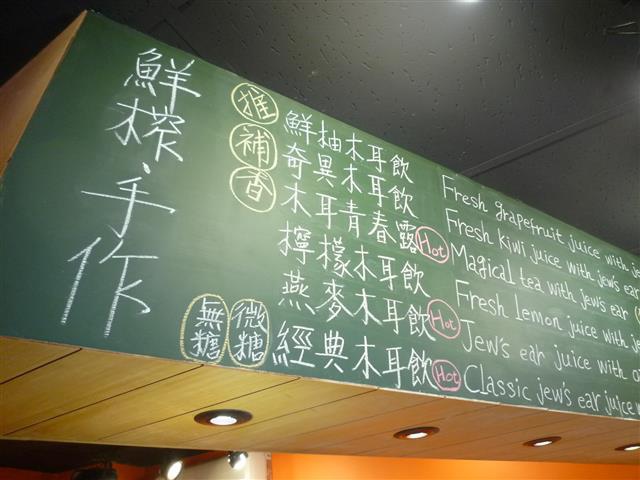 鮮榨、手作
推 鮮柚木耳飲 Fresh grapefruit juice with
補 奇異木耳飲 Fresh kiwi juice with jew's ear
香 木耳青春露 Hot Magical tea with jew's ear
檸檬木耳飲 Fresh lemon juice with
燕麥木耳飲 Hot Jew's ear juice with
無糖 微糖 經典木耳飲 Hot Classic jew's ear juice